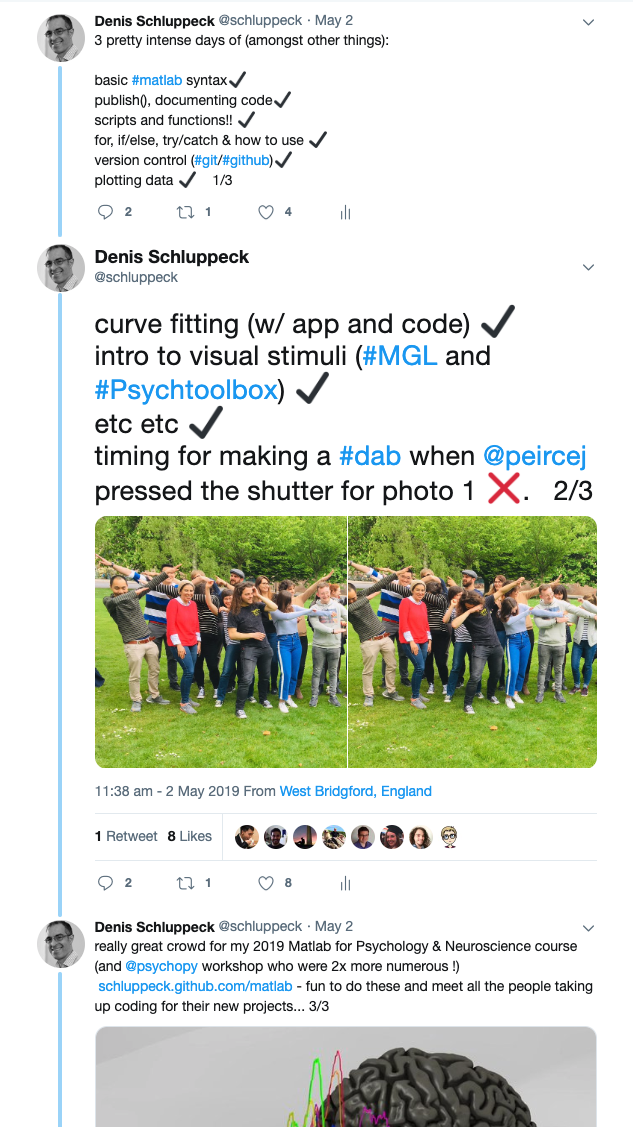 Denis Schluppeck @schluppeck · May 2
3 pretty intense days of (amongst other things):
basic #matlab syntax✔
publish(), documenting code✔
scripts and functions!! ✔
for, if/else, try/catch & how to use ✔
version control (#git/#github)✔
plotting data ✔ 1/3
2 1 4
Denis Schluppeck
@schluppeck
curve fitting (w/ app and code) ✔
intro to visual stimuli (#MGL and
#Psychtoolbox) ✔
etc etc ✔
timing for making a #dab when @peircej
pressed the shutter for photo 1 ❌. 2/3
11:38 am - 2 May 2019 From West Bridgford, England
1 Retweet 8 Likes
2 1 8
Denis Schluppeck @schluppeck · May 2
really great crowd for my 2019 Matlab for Psychology & Neuroscience course
(and @psychopy workshop who were 2x more numerous !)
schluppeck.github.com/matlab - fun to do these and meet all the people taking
up coding for their new projects... 3/3